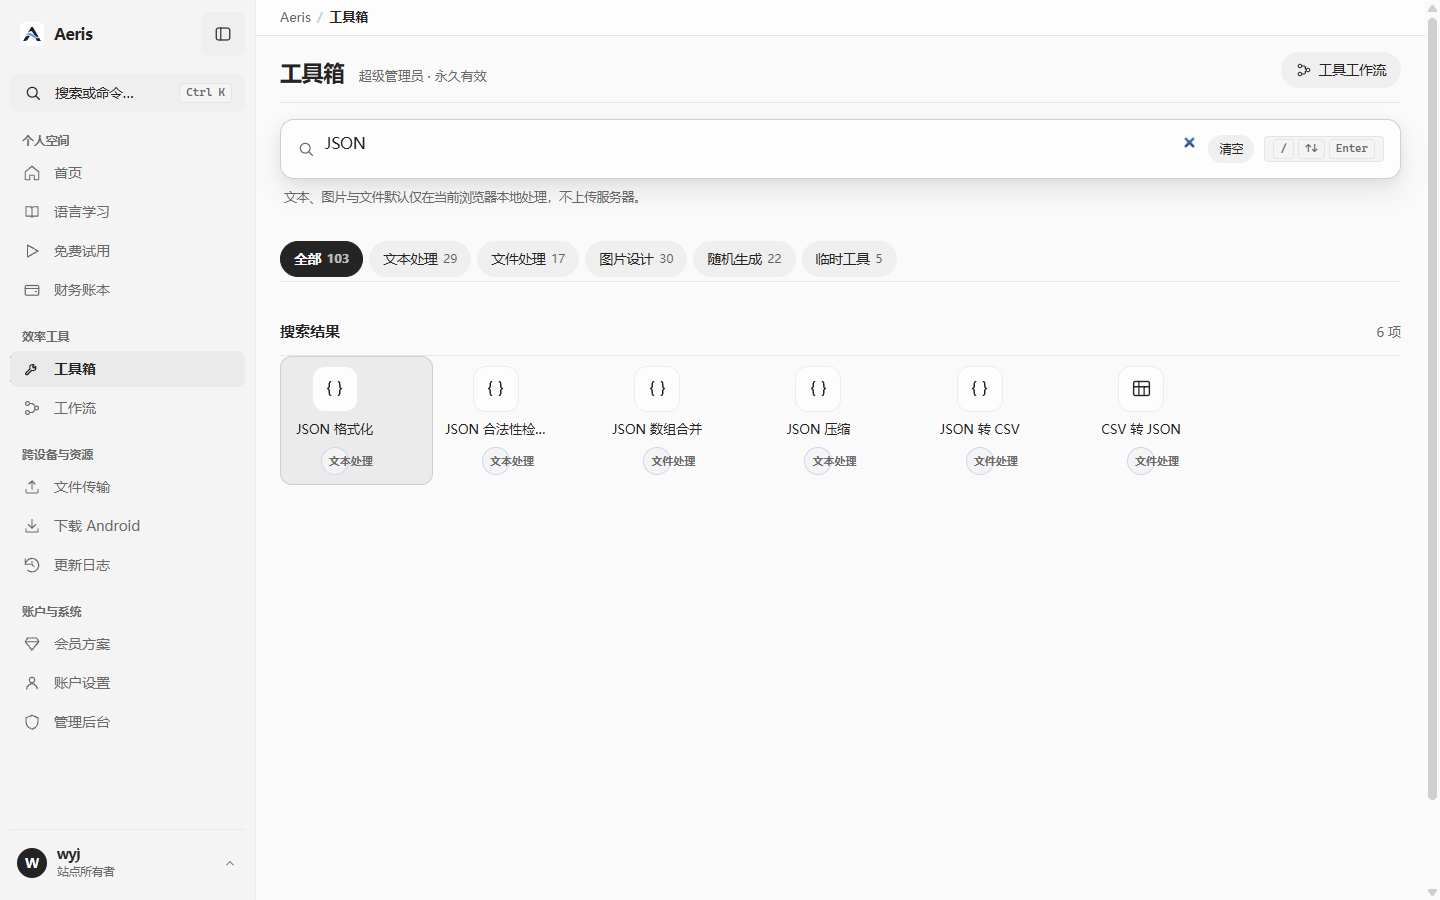 Aeris
搜索或命令...
Ctrl K
个人空间
首页
语言学习
免费试用
财务账本
效率工具
工具箱
工作流
跨设备与资源
文件传输
下载 Android
更新日志
账户与系统
会员方案
账户设置
管理后台
W
wyj
站点所有者
Aeris / 工具箱
工具箱 超级管理员 · 永久有效
工具工作流
JSON
清空
/ ↑↓ Enter
文本、图片与文件默认仅在当前浏览器本地处理，不上传服务器。
全部 103 文本处理 29 文件处理 17 图片设计 30 随机生成 22 临时工具 5
搜索结果
6 项
{ }
JSON 格式化
文本处理
{ }
JSON 合法性检...
文本处理
{ }
JSON 数组合并
文件处理
{ }
JSON 压缩
文本处理
{ }
JSON 转 CSV
文件处理
CSV 转 JSON
文件处理